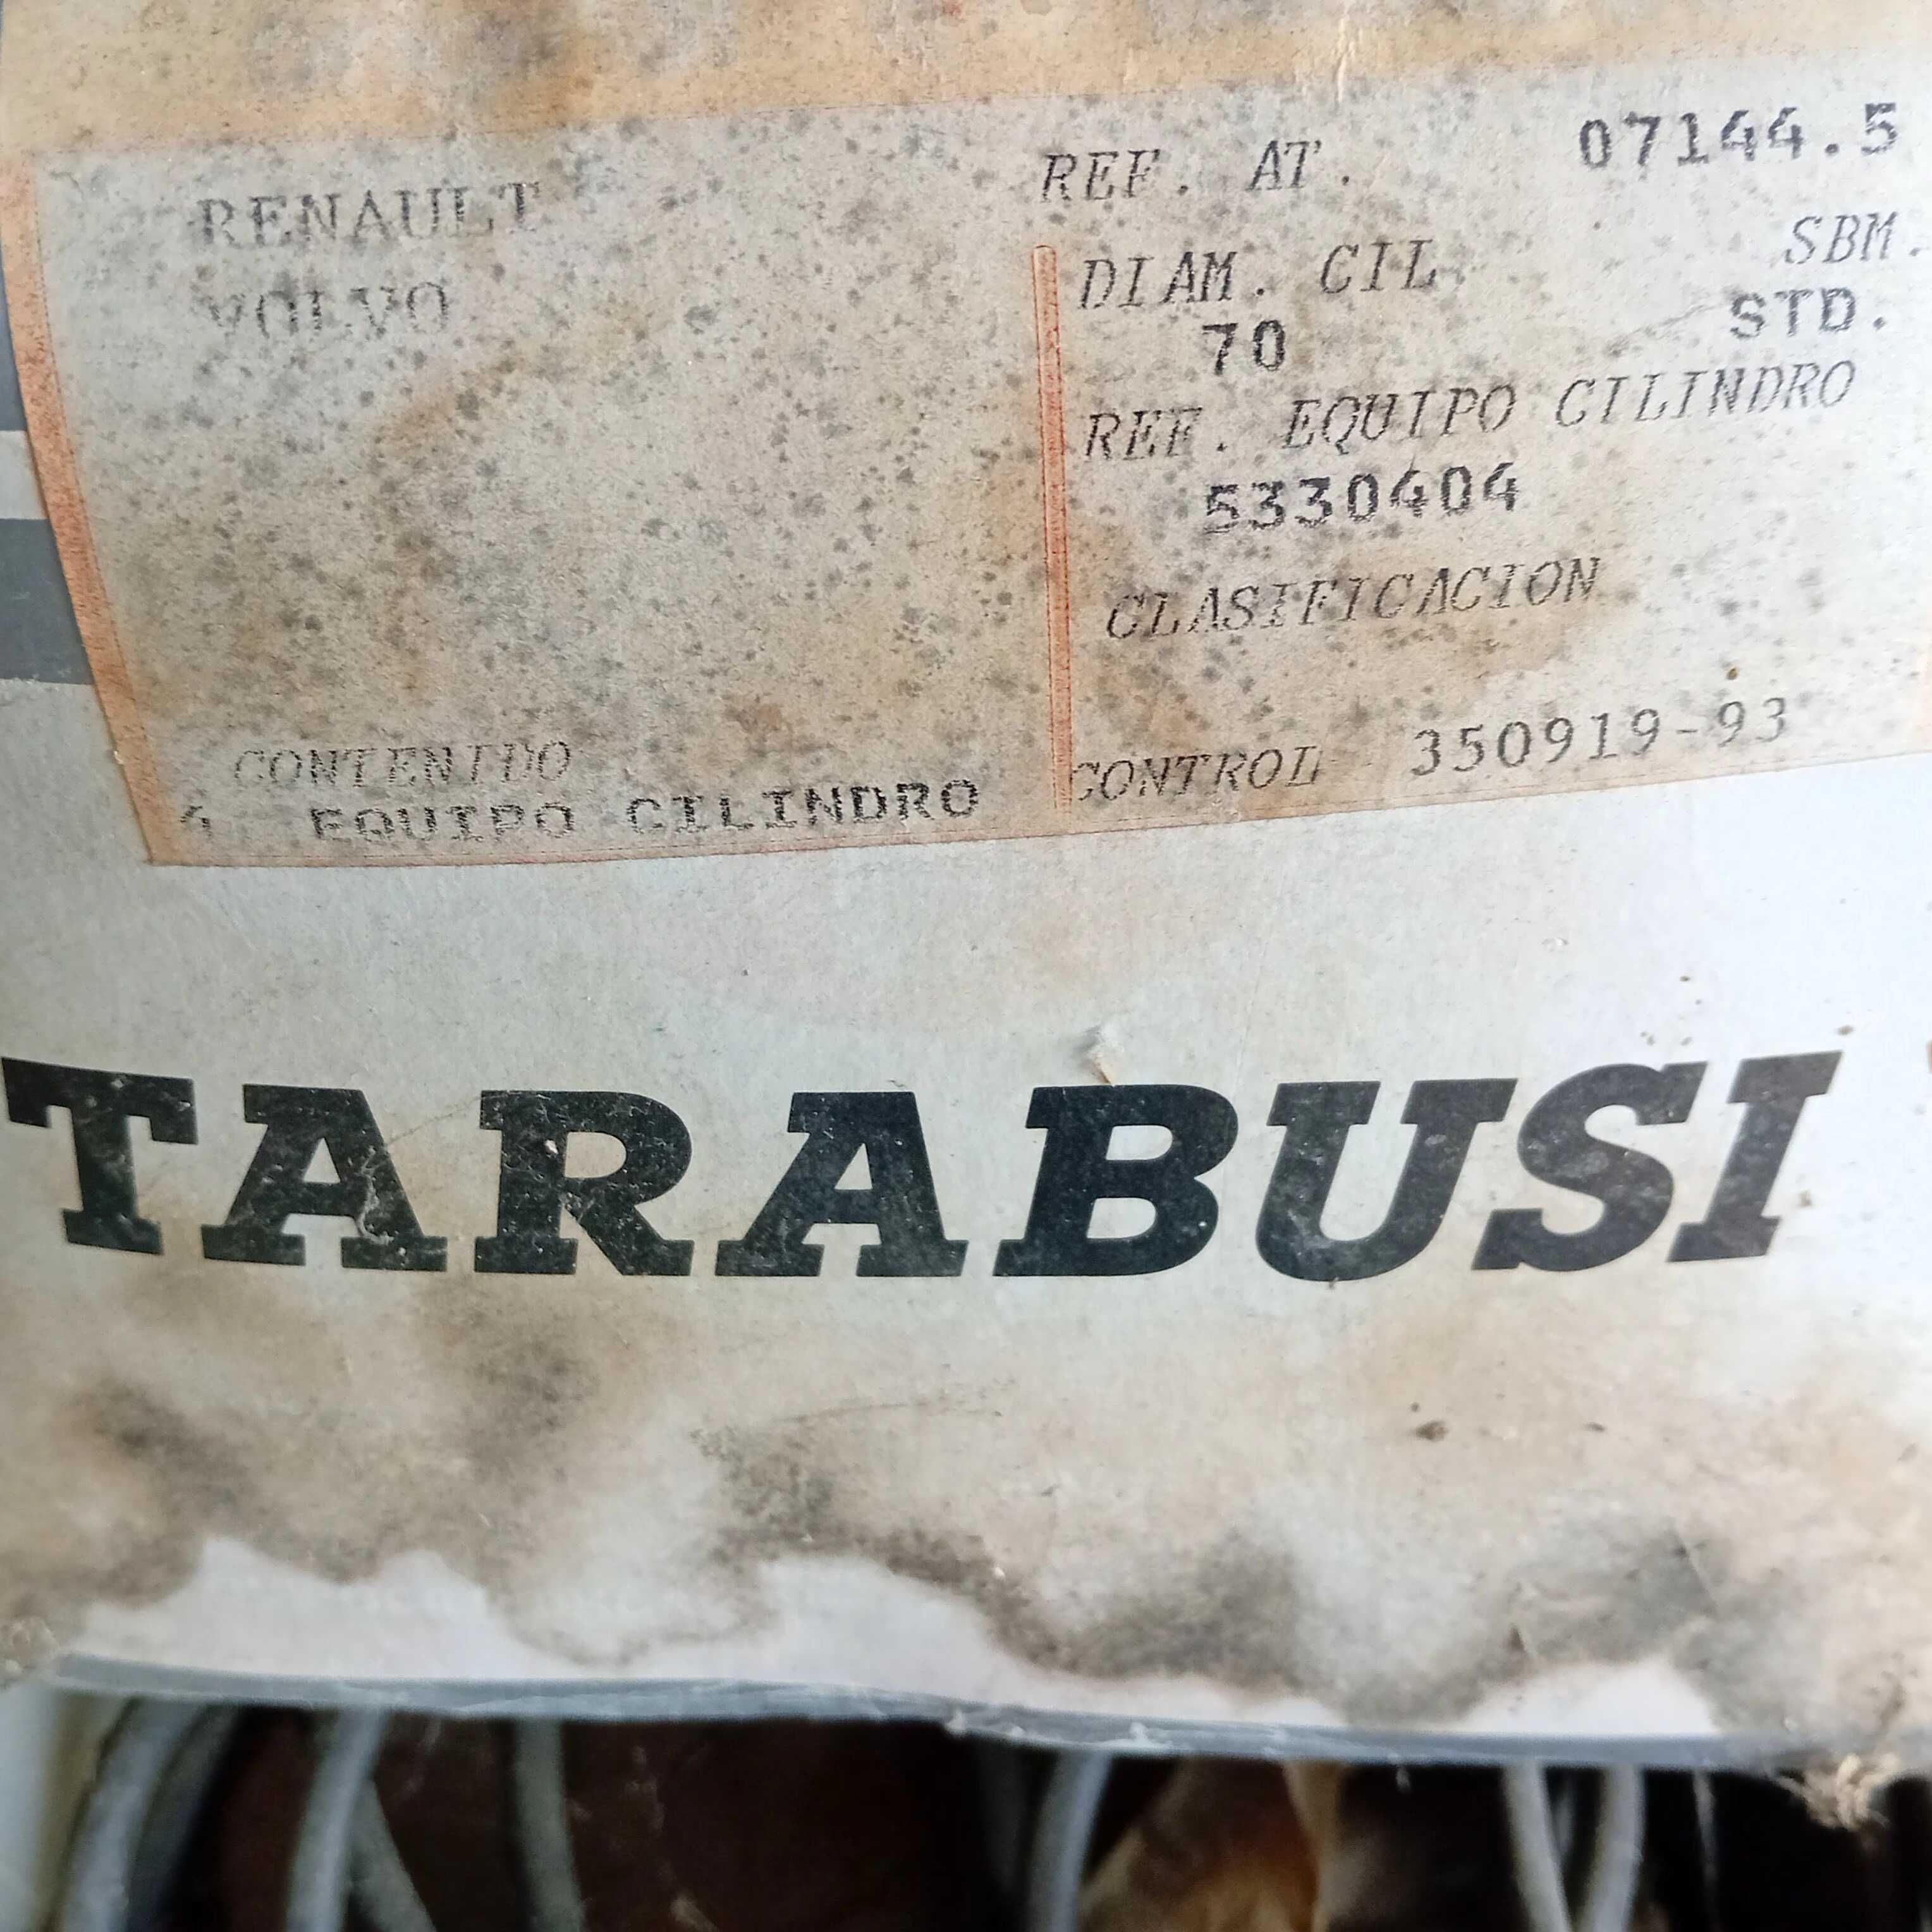 RENAULT
VOLVO
CONTENIDO
4 EQUIPO CILINDRO
REF. AT. 07144.5
DIAM. CIL SBM.
70 STD.
REF. EQUIPO CILINDRO
5330404
CLASIFICACION
CONTROL 350919-93
TARABUSI